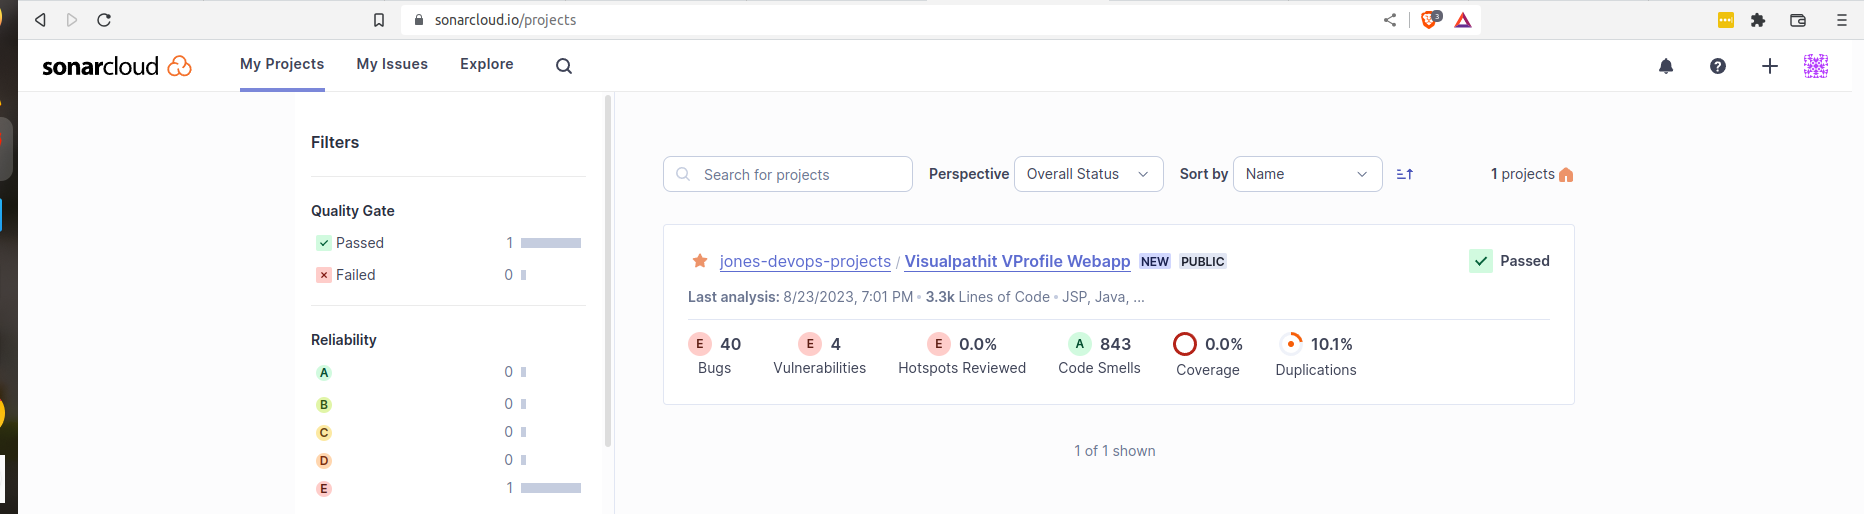 sonarcloud.io/projects
3
sonarcloud My Projects My Issues Explore
Filters
Quality Gate
Passed 1
Failed 0
Reliability
A 0
B 0
C 0
D 0
E 1
Search for projects Perspective Overall Status Sort by Name 1 projects
jones-devops-projects / Visualpathit VProfile Webapp NEW PUBLIC Passed
Last analysis: 8/23/2023, 7:01 PM • 3.3k Lines of Code • JSP, Java, ...
E 40 E 4 E 0.0% A 843 0.0% 10.1%
Bugs Vulnerabilities Hotspots Reviewed Code Smells Coverage Duplications
1 of 1 shown